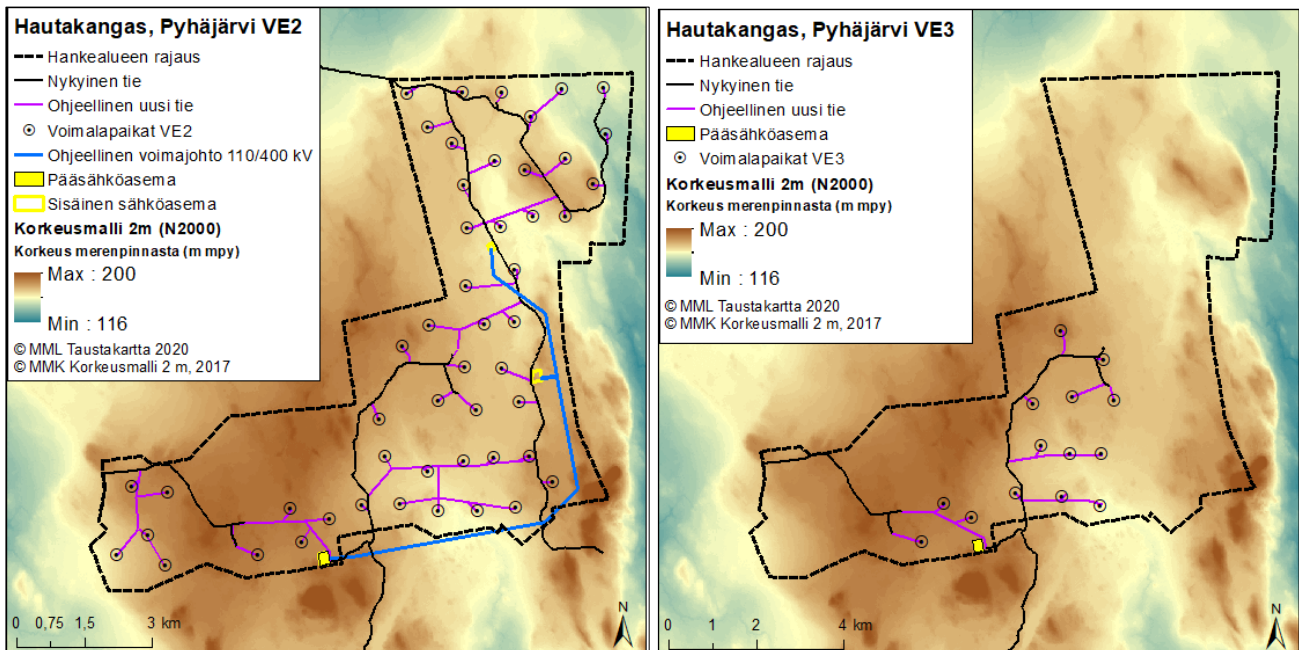 Hautakangas, Pyhäjärvi VE2
Hankealueen rajaus
Nykyinen tie
Ohjeellinen uusi tie
Voimalapaikat VE2
Ohjeellinen voimajohto 110/400 kV
Pääsähköasema
Sisäinen sähköasema
Korkeusmalli 2m (N2000)
Korkeus merenpinnasta (m mpy)
Max : 200
Min : 116
© MML Taustakartta 2020
© MMK Korkeusmalli 2 m, 2017
0 0,75 1,5 3 km
N
Hautakangas, Pyhäjärvi VE3
Hankealueen rajaus
Nykyinen tie
Ohjeellinen uusi tie
Pääsähköasema
Voimalapaikat VE3
Korkeusmalli 2m (N2000)
Korkeus merenpinnasta (m mpy)
Max : 200
Min : 116
© MML Taustakartta 2020
© MMK Korkeusmalli 2 m, 2017
0 1 2 4 km
N